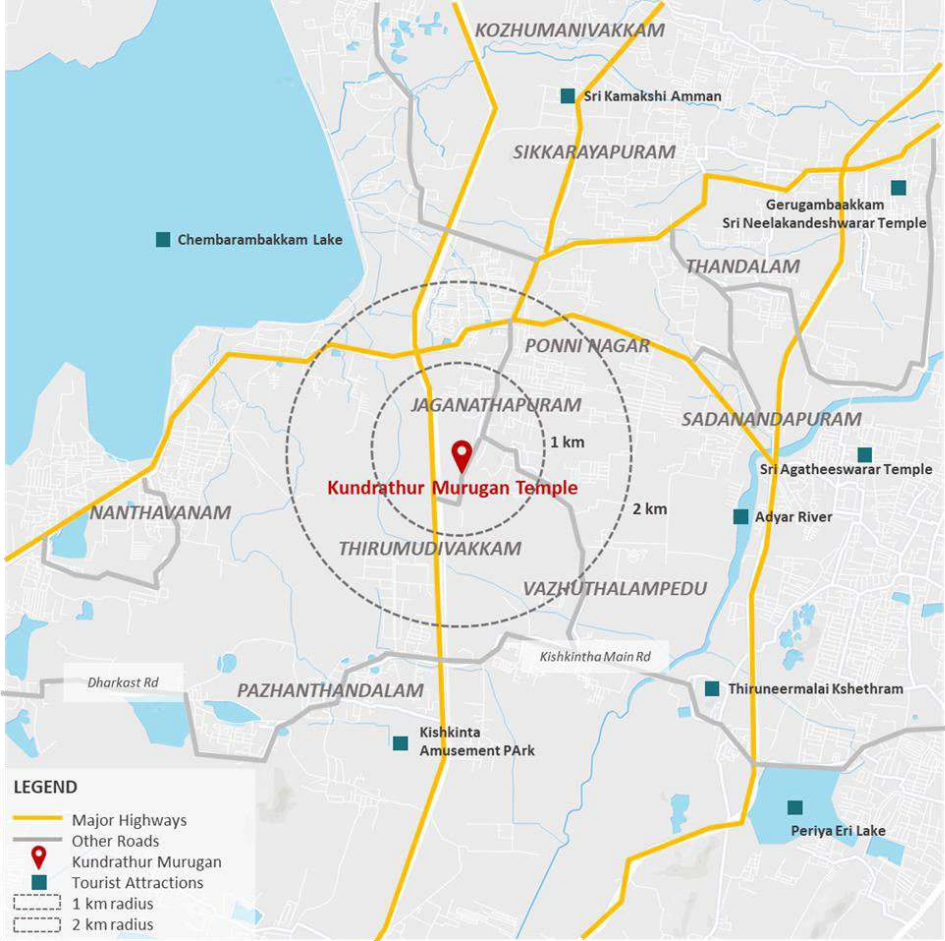 KOZHUMANIVAKKAM
Sri Kamakshi Amman
SIKKARAYAPURAM
Gerugambaakkam
Sri Neelakandeshwarar Temple
Chembarambakkam Lake
THANDALAM
PONNI NAGAR
JAGANATHAPURAM
SADANANDAPURAM
1 km
Sri Agatheeswarar Temple
Kundrathur Murugan Temple
2 km
NANTHAVANAM
Adyar River
THIRUMUDIVAKKAM
VAZHUTHALAMPEDU
Kishkintha Main Rd
Dharkast Rd
PAZHANTHANDALAM
Thiruneermalai Kshethram
Kishkinta
Amusement PArk
LEGEND
Major Highways
Other Roads
Kundrathur Murugan
Tourist Attractions
1 km radius
2 km radius
Periya Eri Lake